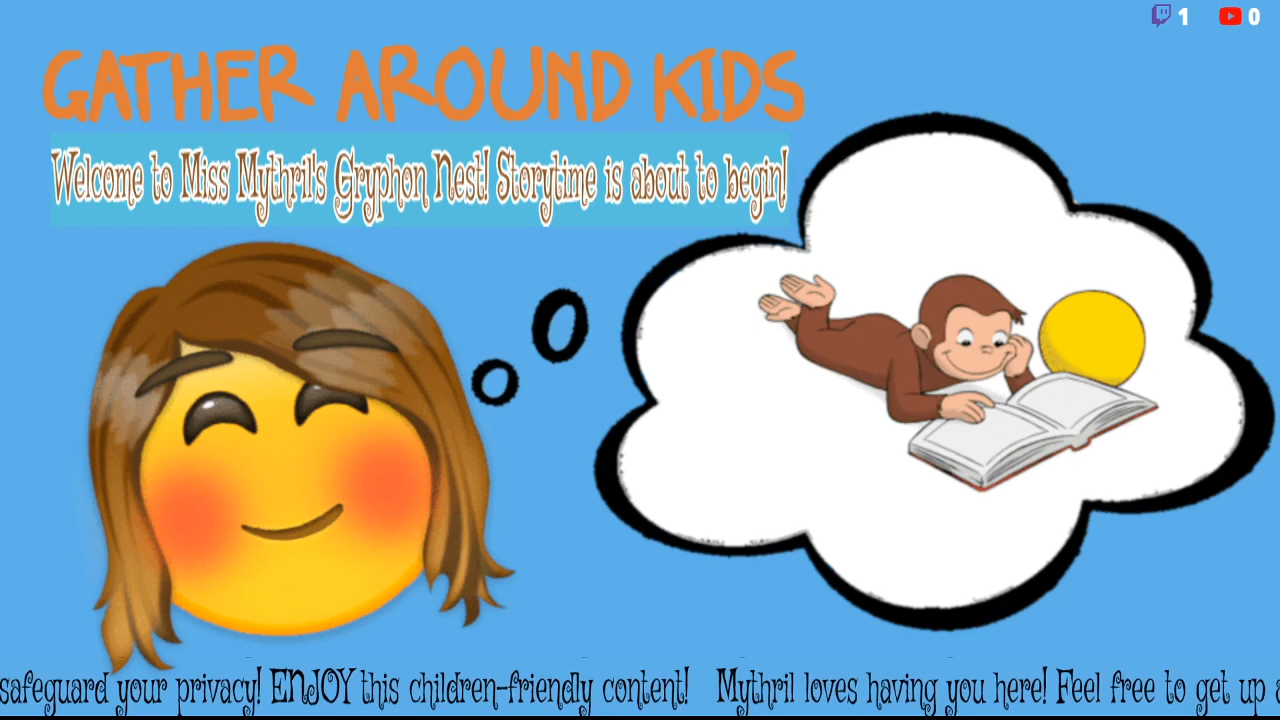 1 0
GATHER AROUND KIDS
Welcome to Miss Mythril's Gryphon Nest! Storytime is about to begin!
safeguard your privacy! ENJOY this children-friendly content! Mythril loves having you here! Feel free to get up